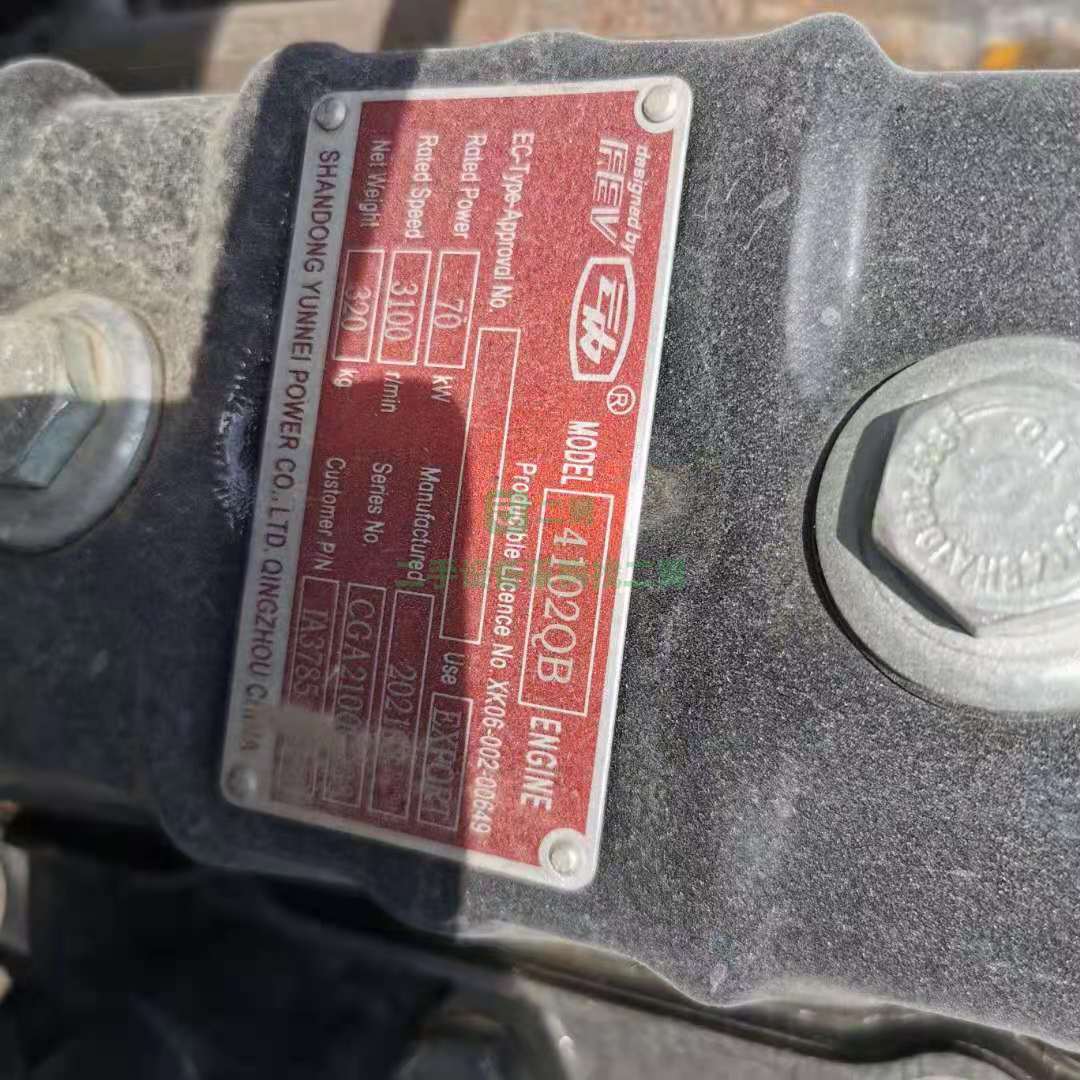 designed by
FEV
® MODEL 4102QB ENGINE
EC-Type-Approval No. Producible Licence No. XK06-002-00649
Rated Power 70 kW Use EXPORT
Rated Speed 3100 r/min Manufactured 2021
Net Weight 320 kg Series No. CGA2100
Customer P/N IA3785
SHANDONG YUNNEI POWER CO., LTD. QINGZHOU CHINA